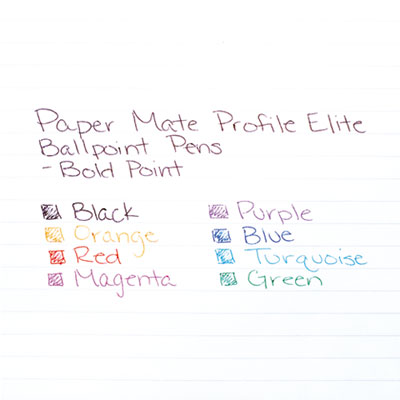 Paper Mate Profile Elite
Ballpoint Pens
- Bold Point
Black
Orange
Red
Magenta
Purple
Blue
Turquoise
Green